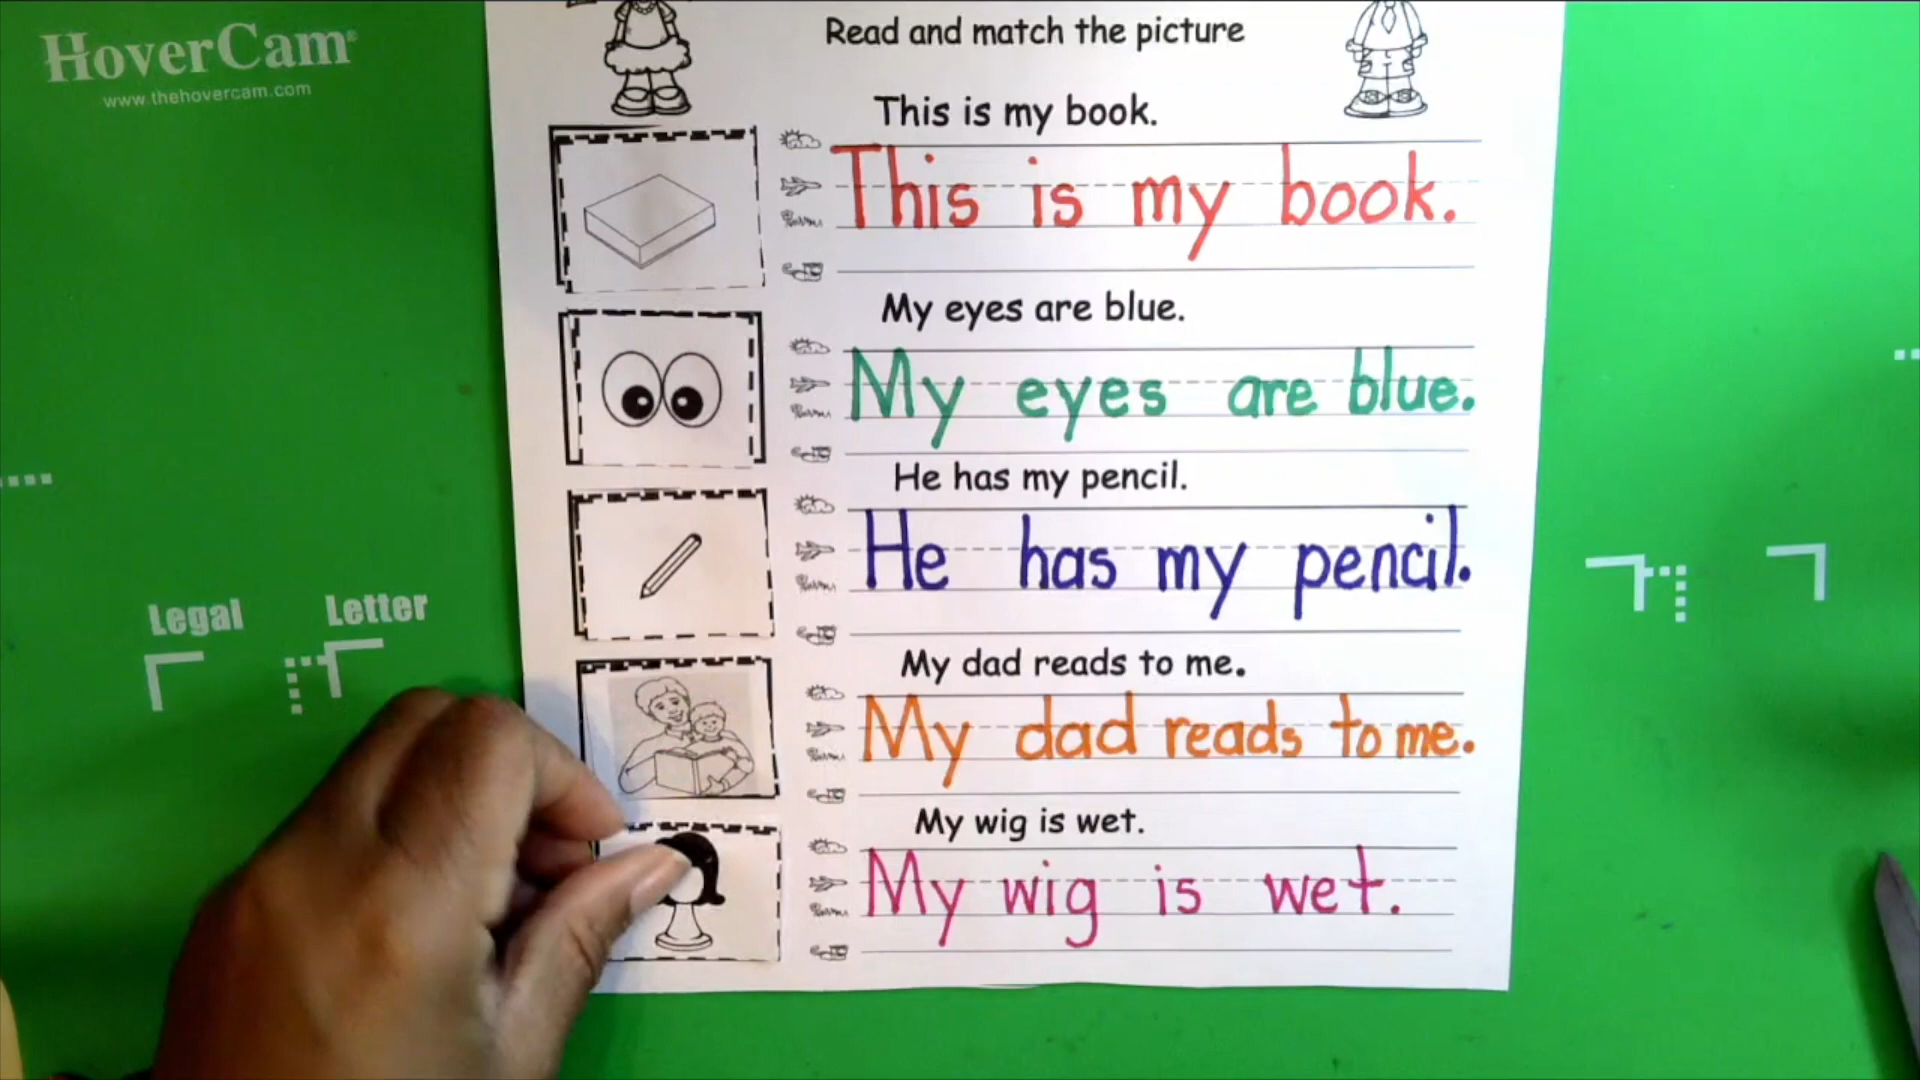 HoverCam
www.thehovercam.com
Read and match the picture
This is my book.
This is my book.
My eyes are blue.
My eyes are blue.
He has my pencil.
He has my pencil.
Legal Letter
My dad reads to me.
My dad reads to me.
My wig is wet.
My wig is wet.